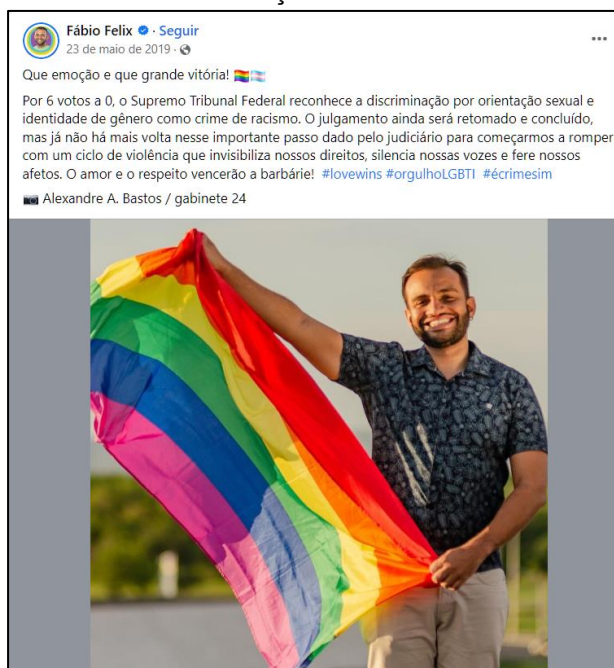 Fábio Felix · Seguir
23 de maio de 2019 ·
Que emoção e que grande vitória! 🏳️‍🌈🏳️‍⚧️
Por 6 votos a 0, o Supremo Tribunal Federal reconhece a discriminação por orientação sexual e
identidade de gênero como crime de racismo. O julgamento ainda será retomado e concluído,
mas já não há mais volta nesse importante passo dado pelo judiciário para começarmos a romper
com um ciclo de violência que invisibiliza nossos direitos, silencia nossas vozes e fere nossos
afetos. O amor e o respeito vencerão a barbárie! #lovewins #orgulhoLGBTI #écrimesim
📷 Alexandre A. Bastos / gabinete 24